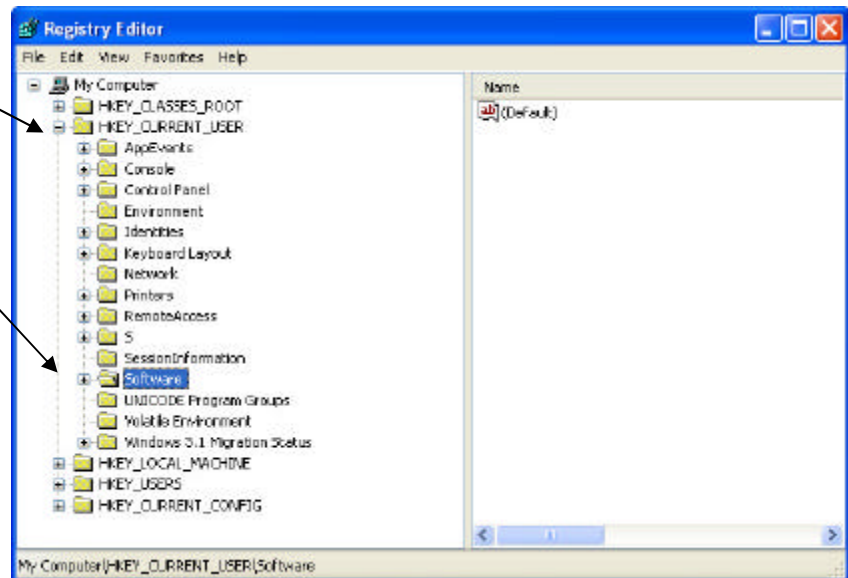 Registry Editor
File Edit View Favorites Help
My Computer
HKEY_CLASSES_ROOT
HKEY_CURRENT_USER
AppEvents
Console
Control Panel
Environment
Identities
Keyboard Layout
Network
Printers
RemoteAccess
S
SessionInformation
Software
UNICODE Program Groups
Volatile Environment
Windows 3.1 Migration Status
HKEY_LOCAL_MACHINE
HKEY_USERS
HKEY_CURRENT_CONFIG
Name
ab
(Default)
My Computer\HKEY_CURRENT_USER\Software